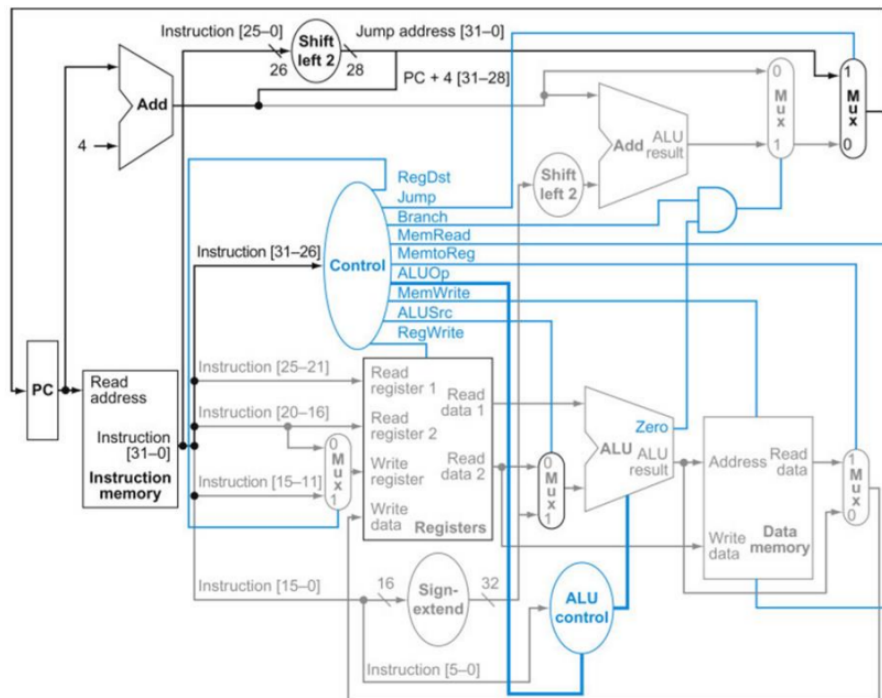 Instruction [25–0]
Shift
left 2
Jump address [31–0]
26
28
PC + 4 [31–28]
Add
4
0
M
u
x
1
1
M
u
x
0
Add
ALU
result
Shift
left 2
RegDst
Jump
Branch
MemRead
MemtoReg
ALUOp
MemWrite
ALUSrc
RegWrite
Instruction [31–26]
Control
PC
Read
address
Instruction
[31–0]
Instruction
memory
Instruction [25–21]
Instruction [20–16]
Instruction [15–11]
0
M
u
x
1
Read
register 1
Read
register 2
Write
register
Write
data
Read
data 1
Read
data 2
Registers
0
M
u
x
1
Zero
ALU
ALU
result
Address
Read
data
Write
data
Data
memory
1
M
u
x
0
Instruction [15–0]
16
Sign-
extend
32
ALU
control
Instruction [5–0]